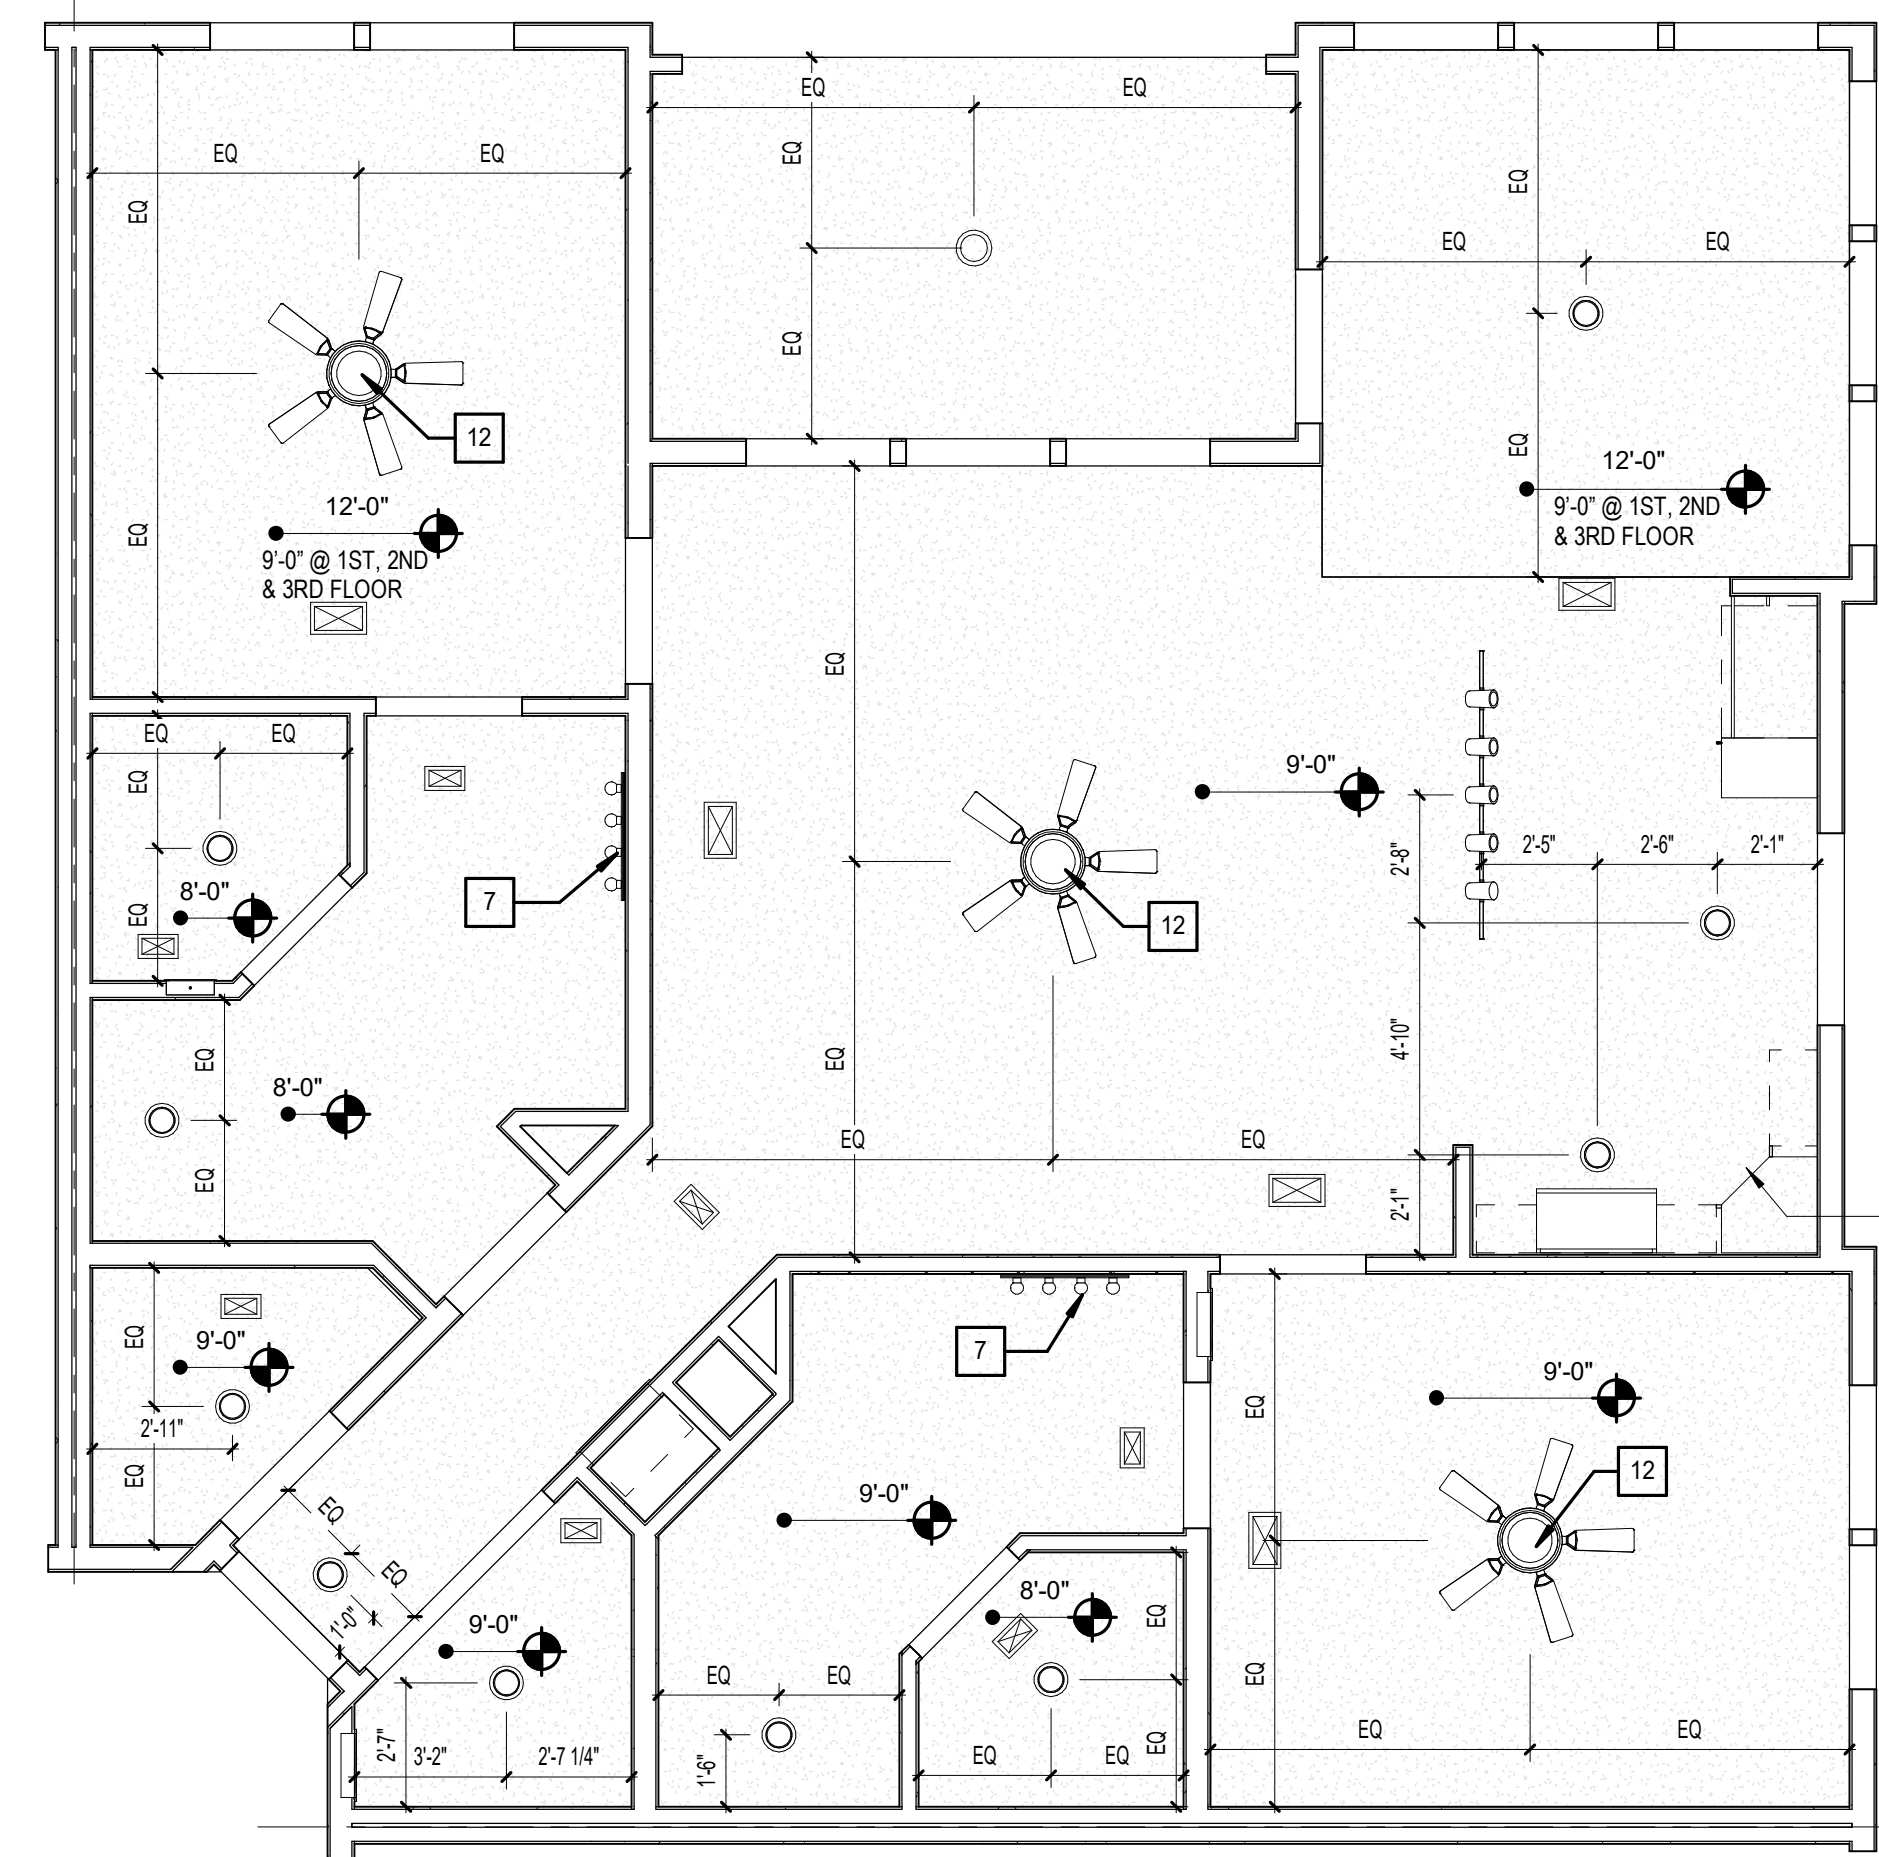 EQ
EQ
EQ
EQ
EQ
EQ
EQ
EQ
EQ
EQ
EQ
12
12'-0"
9'-0" @ 1ST, 2ND
& 3RD FLOOR
EQ
EQ
12'-0"
9'-0" @ 1ST, 2ND
& 3RD FLOOR
EQ
EQ
EQ
EQ
EQ
9'-0"
8'-0"
EQ
7
12
2'-8"
2'-5"
2'-6"
2'-1"
EQ
8'-0"
EQ
EQ
4'-10"
EQ
EQ
2'-1"
EQ
9'-0"
2'-11"
EQ
7
9'-0"
EQ
12
EQ
EQ
1'-0"
9'-0"
9'-0"
8'-0"
EQ
EQ
2'-7"
3'-2"
2'-7 1/4"
EQ
EQ
1'-6"
EQ
EQ
EQ
EQ
EQ